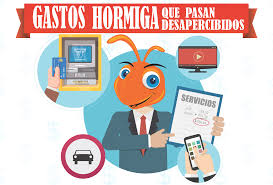 GASTOS HORMIGA QUE PASAN
DESAPERCIBIDOS
SERVICIOS